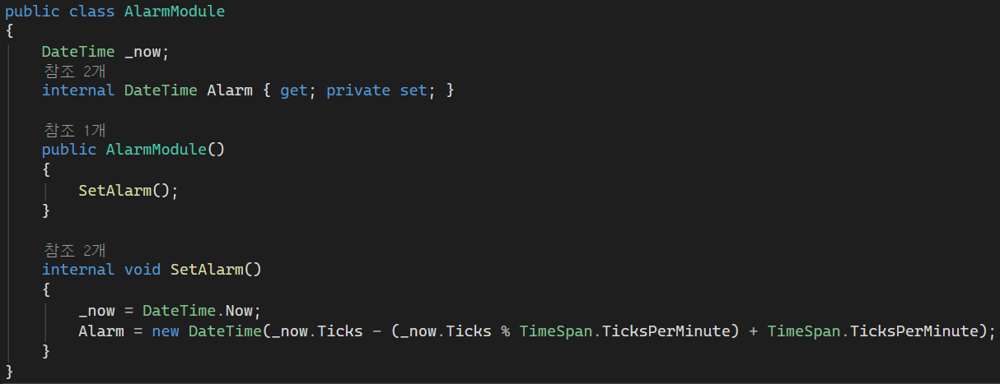 public class AlarmModule
{
    DateTime _now;
    참조 2개
    internal DateTime Alarm { get; private set; }
    참조 1개
    public AlarmModule()
    {
        SetAlarm();
    }
    참조 2개
    internal void SetAlarm()
    {
        _now = DateTime.Now;
        Alarm = new DateTime(_now.Ticks - (_now.Ticks % TimeSpan.TicksPerMinute) + TimeSpan.TicksPerMinute);
    }
}